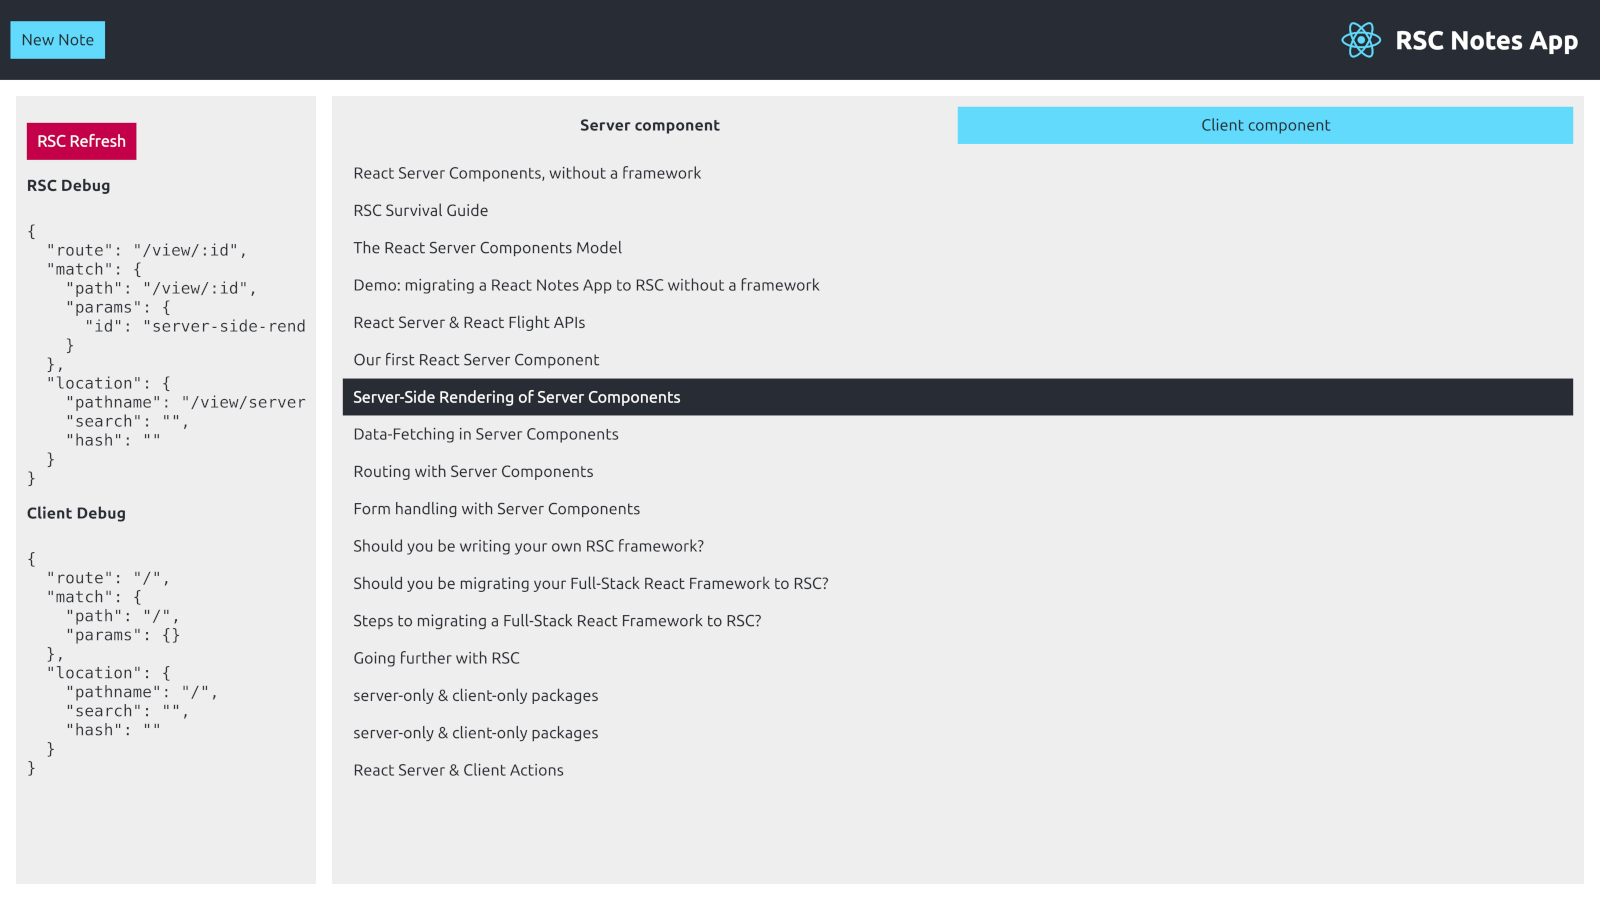 New Note
RSC Notes App
RSC Refresh
RSC Debug
{
  "route": "/view/:id",
  "match": {
    "path": "/view/:id",
    "params": {
      "id": "server-side-rend
    }
  },
  "location": {
    "pathname": "/view/server
    "search": "",
    "hash": ""
  }
}
Client Debug
{
  "route": "/",
  "match": {
    "path": "/",
    "params": {}
  },
  "location": {
    "pathname": "/",
    "search": "",
    "hash": ""
  }
}
Server component
Client component
React Server Components, without a framework
RSC Survival Guide
The React Server Components Model
Demo: migrating a React Notes App to RSC without a framework
React Server & React Flight APIs
Our first React Server Component
Server-Side Rendering of Server Components
Data-Fetching in Server Components
Routing with Server Components
Form handling with Server Components
Should you be writing your own RSC framework?
Should you be migrating your Full-Stack React Framework to RSC?
Steps to migrating a Full-Stack React Framework to RSC?
Going further with RSC
server-only & client-only packages
server-only & client-only packages
React Server & Client Actions